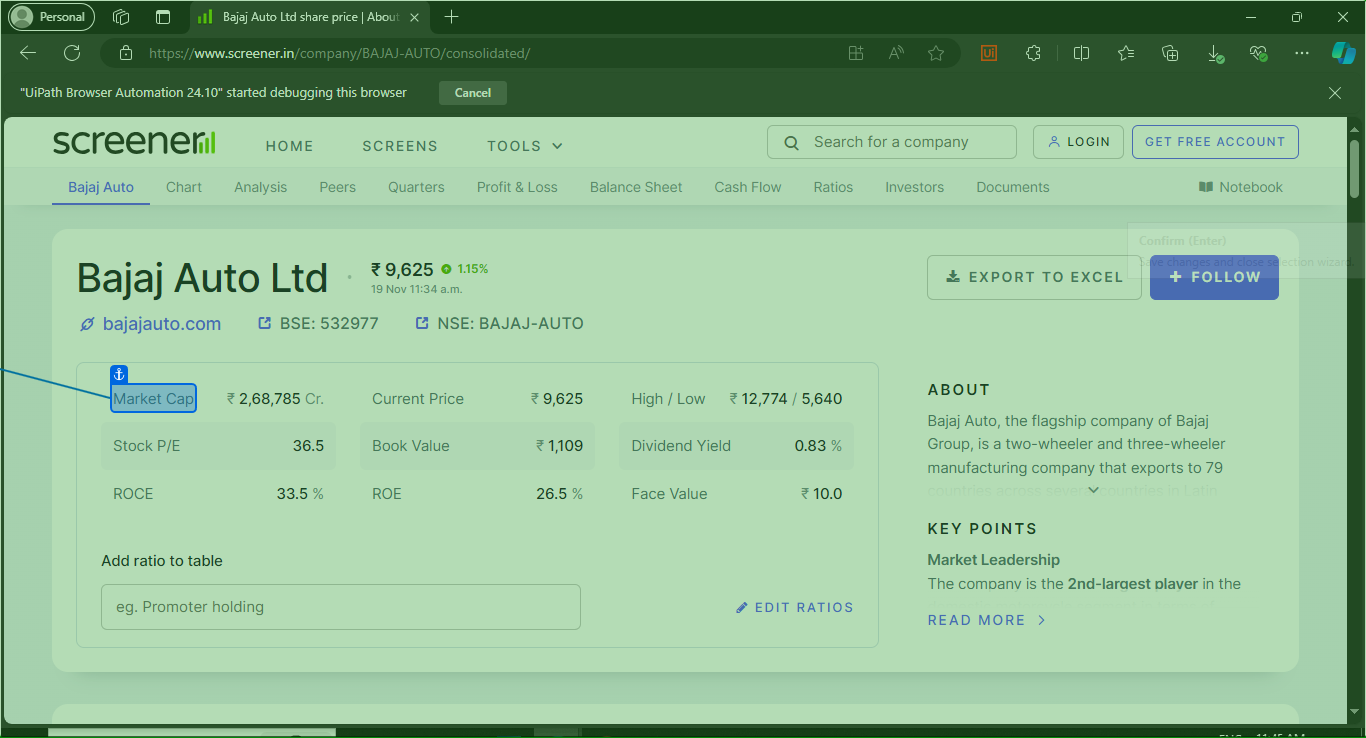 Personal
Bajaj Auto Ltd share price | About
https://www.screener.in/company/BAJAJ-AUTO/consolidated/
"UiPath Browser Automation 24.10" started debugging this browser
Cancel
screener
HOME
SCREENS
TOOLS
Search for a company
LOGIN
GET FREE ACCOUNT
Bajaj Auto
Chart
Analysis
Peers
Quarters
Profit & Loss
Balance Sheet
Cash Flow
Ratios
Investors
Documents
Notebook
Confirm (Enter)
Save changes and close selection wizard.
Bajaj Auto Ltd
₹ 9,625 1.15%
19 Nov 11:34 a.m.
EXPORT TO EXCEL
FOLLOW
bajajauto.com
BSE: 532977
NSE: BAJAJ-AUTO
Market Cap ₹ 2,68,785 Cr.
Current Price ₹ 9,625
High / Low ₹ 12,774 / 5,640
Stock P/E 36.5
Book Value ₹ 1,109
Dividend Yield 0.83 %
ROCE 33.5 %
ROE 26.5 %
Face Value ₹ 10.0
Add ratio to table
eg. Promoter holding
EDIT RATIOS
ABOUT
Bajaj Auto, the flagship company of Bajaj
Group, is a two-wheeler and three-wheeler
manufacturing company that exports to 79
countries across several countries in Latin
KEY POINTS
Market Leadership
The company is the 2nd-largest player in the
READ MORE